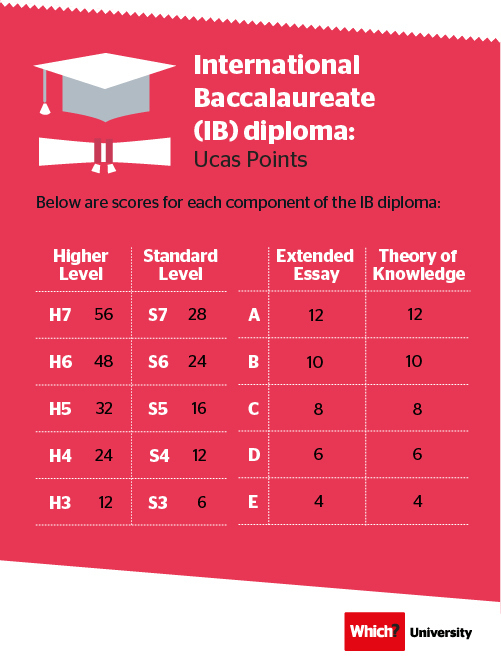 International
Baccalaureate
(IB) diploma:
Ucas Points
Below are scores for each component of the IB diploma:
Higher Level Standard Level Extended Essay Theory of Knowledge
H7 56 S7 28 A 12 12
H6 48 S6 24 B 10 10
H5 32 S5 16 C 8 8
H4 24 S4 12 D 6 6
H3 12 S3 6 E 4 4
Which? University